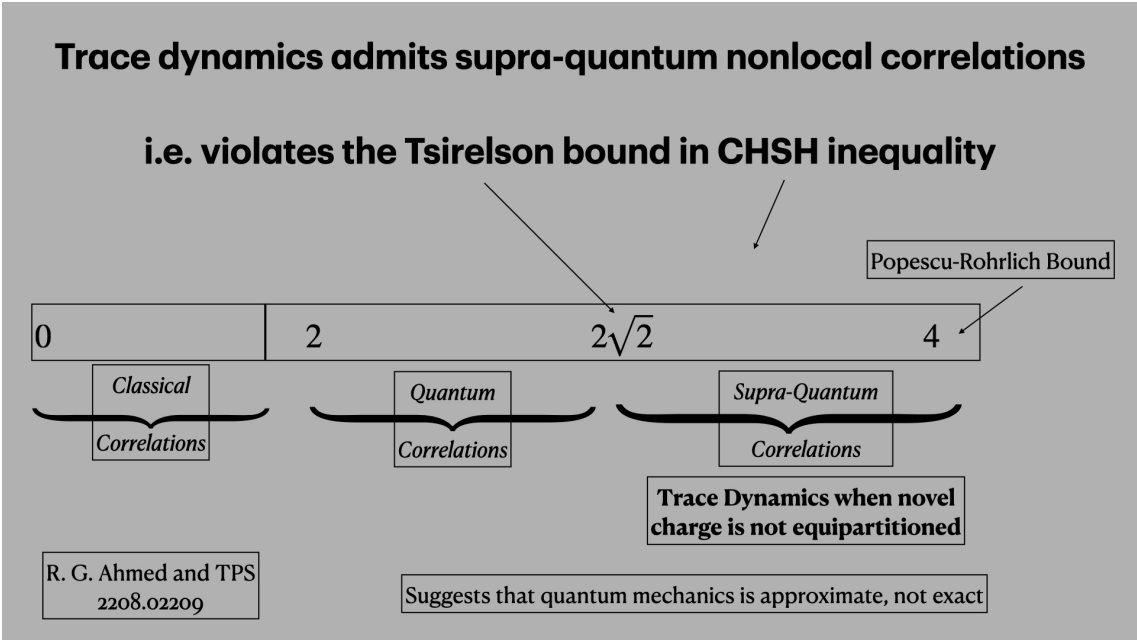 Trace dynamics admits supra-quantum nonlocal correlations
i.e. violates the Tsirelson bound in CHSH inequality
Popescu-Rohrlich Bound
0 2 2√2 4
Classical
Correlations
Quantum
Correlations
Supra-Quantum
Correlations
Trace Dynamics when novel
charge is not equipartitioned
R. G. Ahmed and TPS
2208.02209
Suggests that quantum mechanics is approximate, not exact